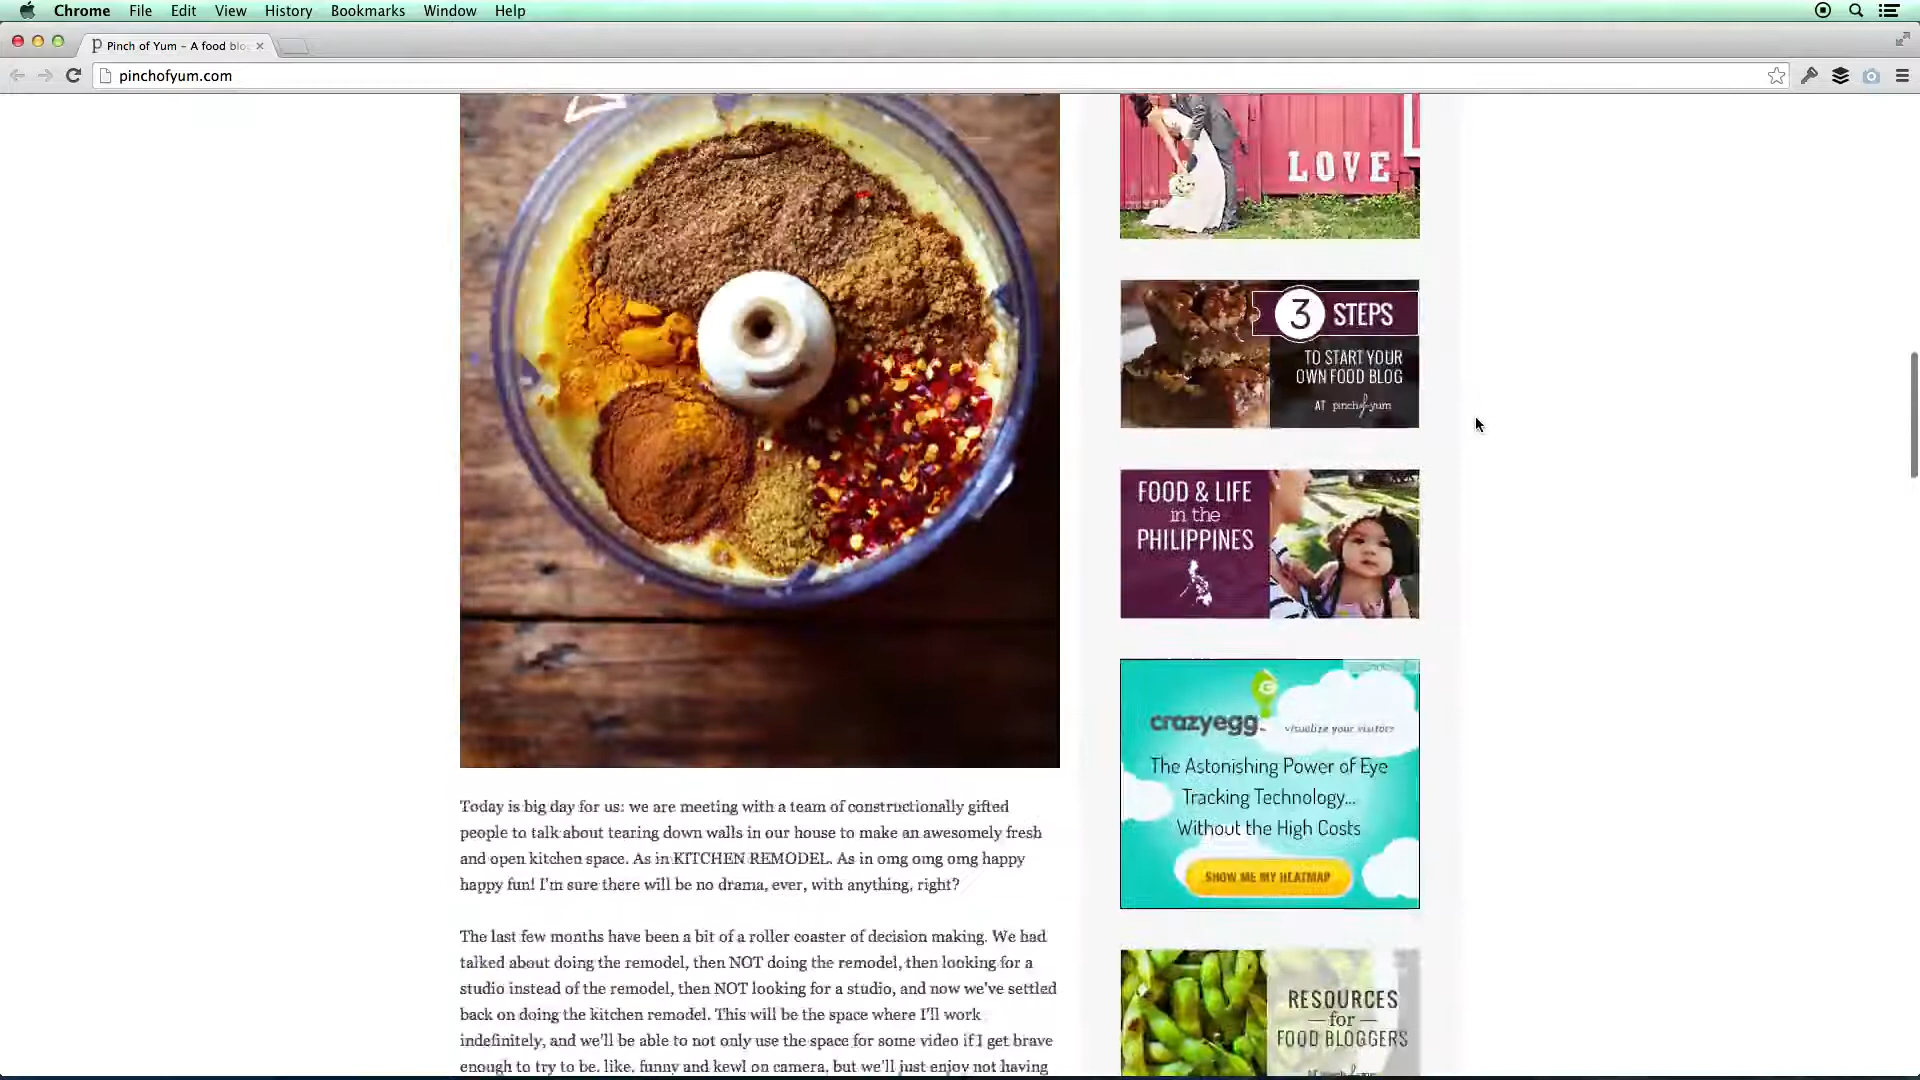 Chrome File Edit View History Bookmarks Window Help
Pinch of Yum - A food blo
pinchofyum.com
LOVE
3 STEPS
TO START YOUR
OWN FOOD BLOG
AT pinch of yum
FOOD & LIFE
in the
PHILIPPINES
crazyegg
visualize your visitors
The Astonishing Power of Eye
Tracking Technology...
Without the High Costs
SHOW ME MY HEATMAP
RESOURCES
for
FOOD BLOGGERS
Today is big day for us: we are meeting with a team of constructionally gifted
people to talk about tearing down walls in our house to make an awesomely fresh
and open kitchen space. As in KITCHEN REMODEL. As in omg omg omg happy
happy fun! I'm sure there will be no drama, ever, with anything, right?
The last few months have been a bit of a roller coaster of decision making. We had
talked about doing the remodel, then NOT doing the remodel, then looking for a
studio instead of the remodel, then NOT looking for a studio, and now we've settled
back on doing the kitchen remodel. This will be the space where I'll work
indefinitely, and we'll be able to not only use the space for some video if I get brave
enough to try to be, like, funny and kewl on camera, but we'll just enjoy not having